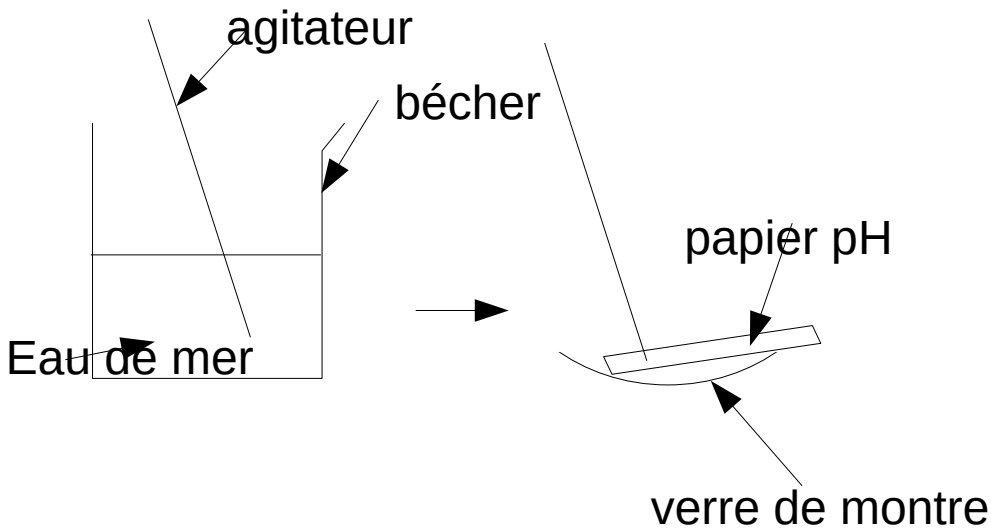 agitateur
bécher
papier pH
Eau de mer
verre de montre